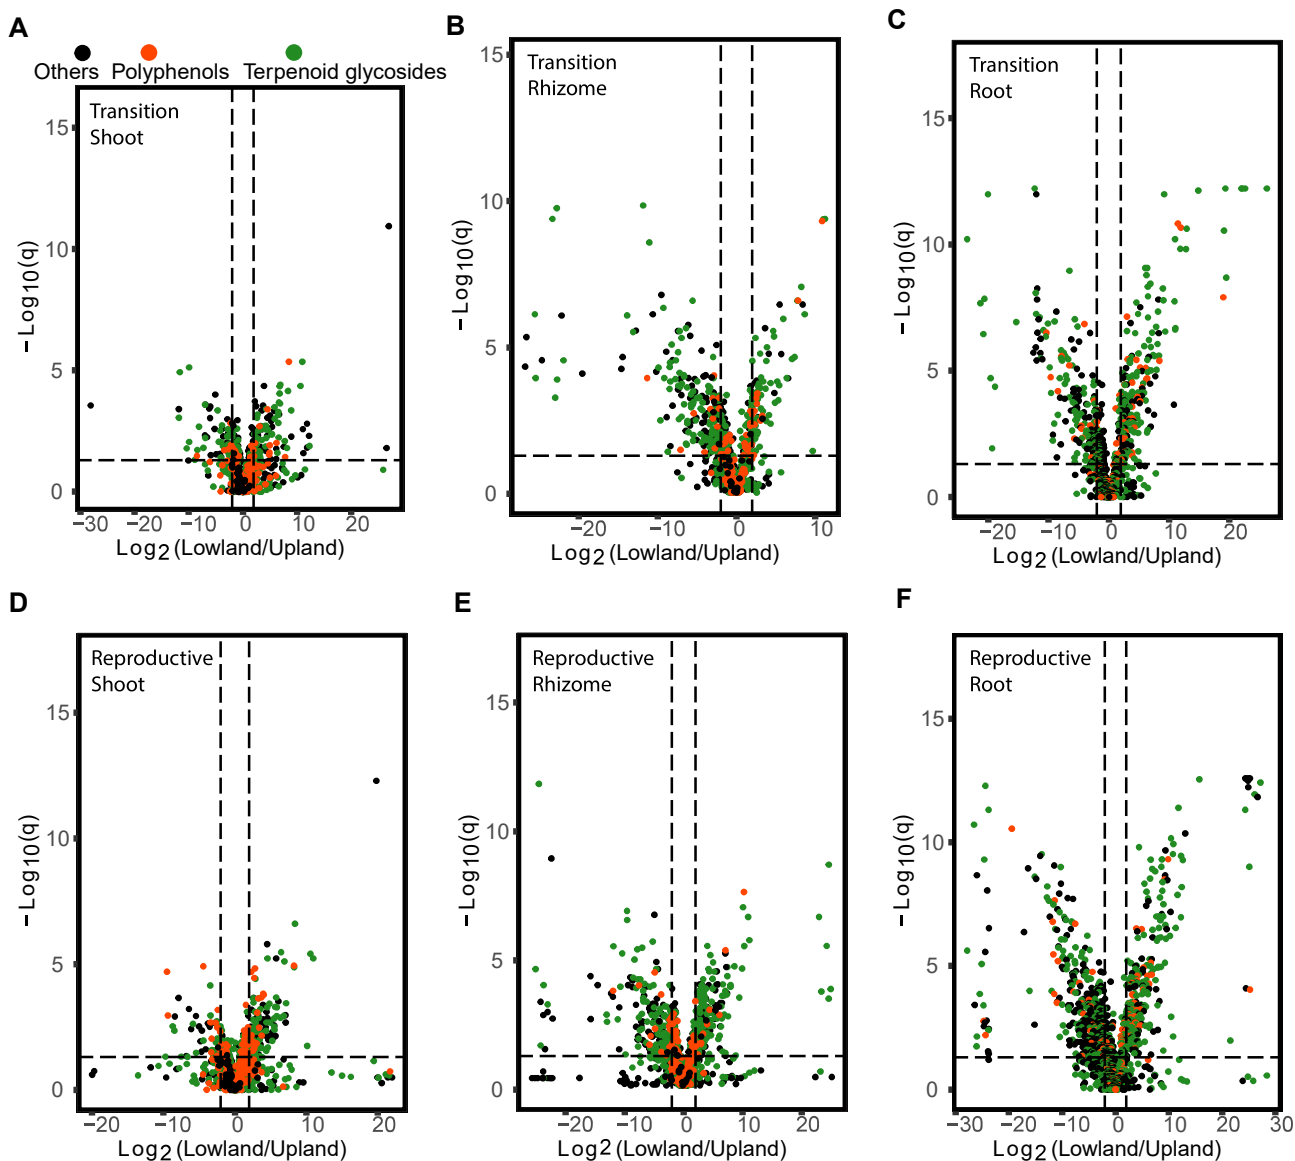 A
Others Polyphenols Terpenoid glycosides
Transition
Shoot
15
10
5
0
−Log10(q)
−30 −20 −10 0 10 20
Log2 (Lowland/Upland)
B
Transition
Rhizome
15
10
5
0
−Log10(q)
−20 −10 0 10
Log2 (Lowland/Upland)
C
Transition
Root
15
10
5
0
−Log10(q)
−20 −10 0 10 20
Log2 (Lowland/Upland)
D
Reproductive
Shoot
15
10
5
0
−Log10(q)
−20 −10 0 10 20
Log2 (Lowland/Upland)
E
Reproductive
Rhizome
15
10
5
0
−Log10(q)
−20 −10 0 10 20
Log2 (Lowland/Upland)
F
Reproductive
Root
15
10
5
0
−Log10(q)
−30 −20 −10 0 10 20 30
Log2 (Lowland/Upland)